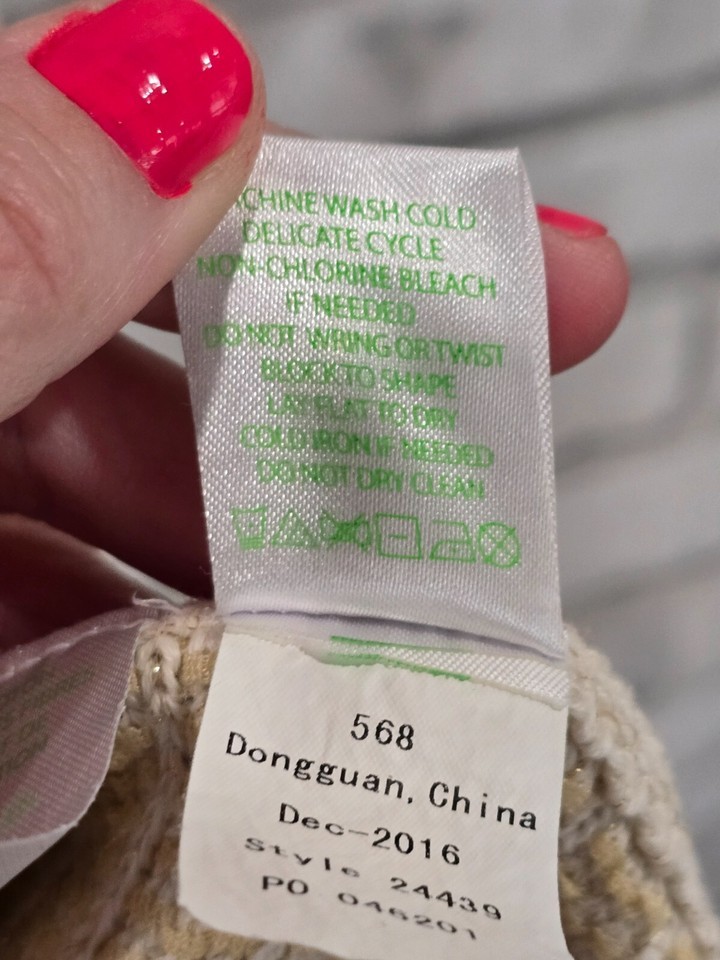 CHINE WASH COLD
DELICATE CYCLE
NON-CHLORINE BLEACH
IF NEEDED
DO NOT WRING OR TWIST
BLOCK TO SHAPE
LAY FLAT TO DRY
COLD IRON IF NEEDED
DO NOT DRY CLEAN
568
Dongguan, China
Dec-2016
Style 24439
PO 046201